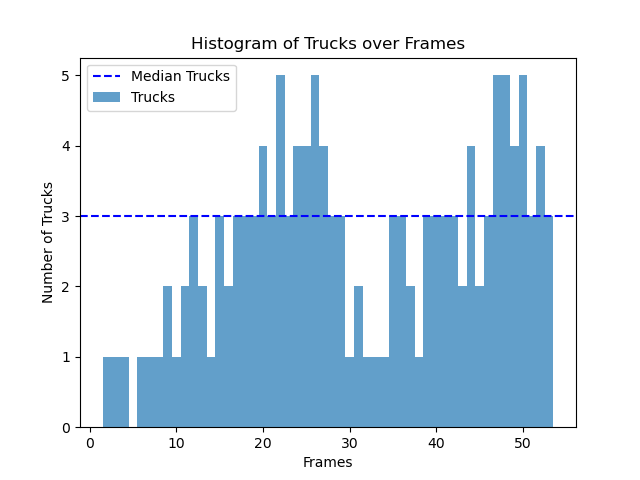 Histogram of Trucks over Frames
Median Trucks
Trucks
5
4
3
2
1
0
Number of Trucks
0 10 20 30 40 50
Frames